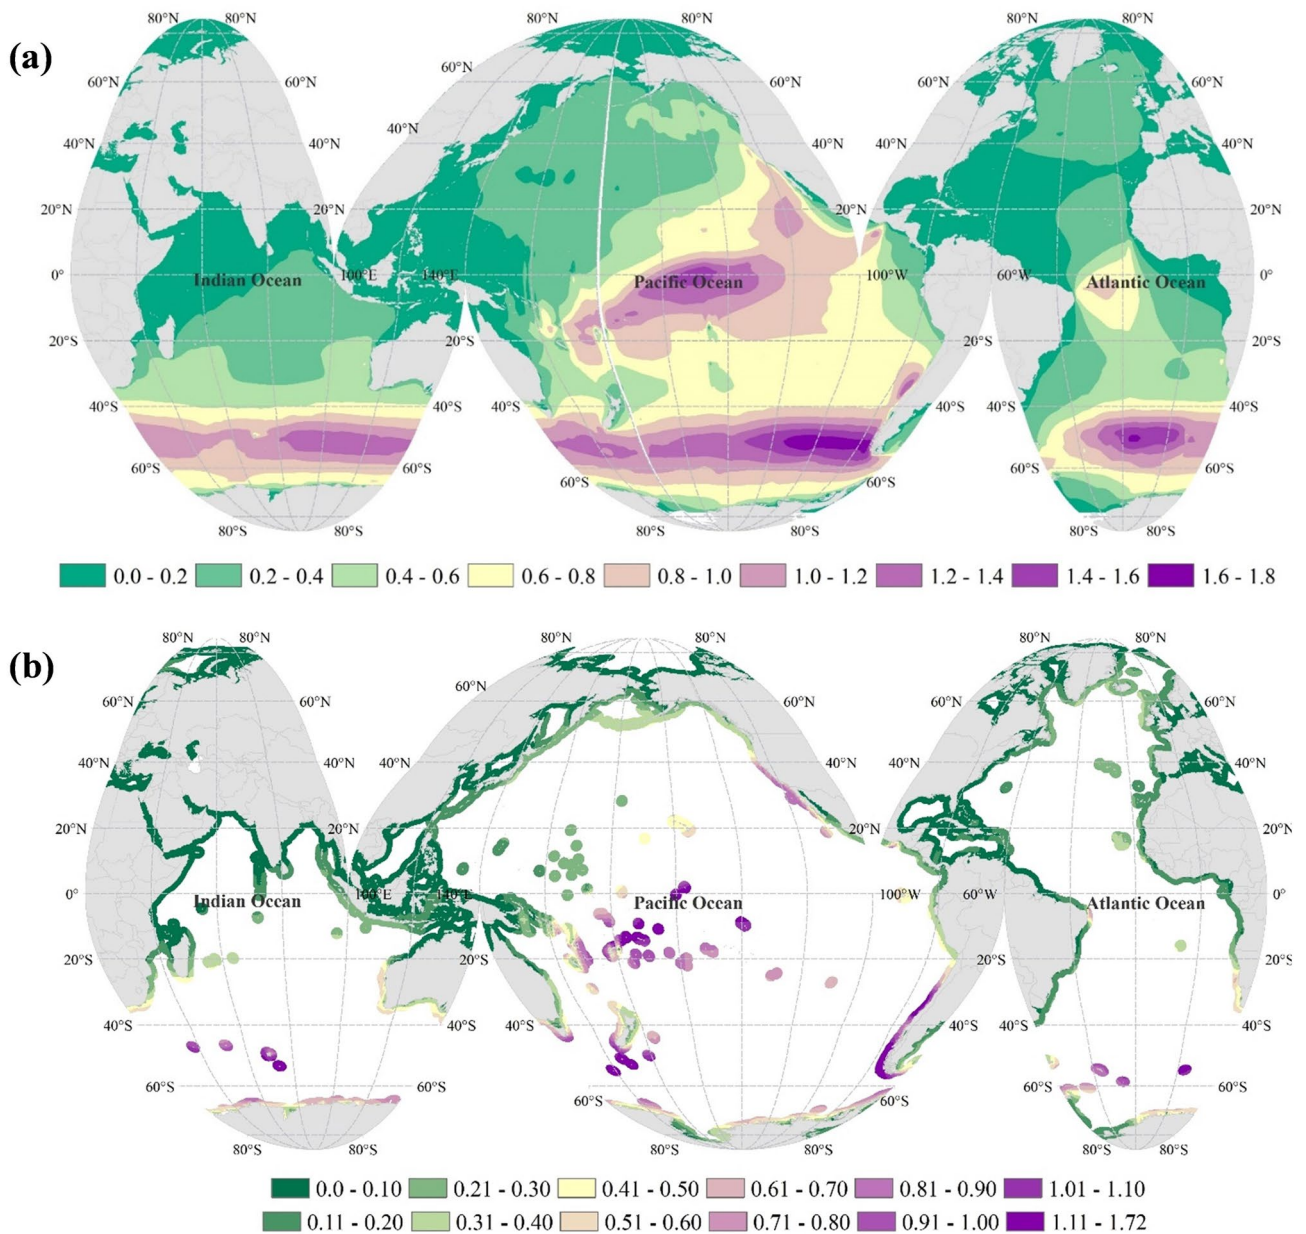 80°N 80°N 80°N 80°N 80°N 80°N
(a)
60°N 60°N 60°N 60°N 60°N 60°N
40°N 40°N 40°N 40°N 40°N 40°N
20°N 20°N 20°N 20°N 20°N
0° Indian Ocean 100°E 140°E 0° Pacific Ocean 100°W 60°W Atlantic Ocean 0°
20°S 20°S 20°S 20°S
40°S 40°S 40°S 40°S 40°S 40°S
60°S 60°S 60°S 60°S 60°S 60°S
80°S 80°S 80°S 80°S 80°S 80°S
0.0 - 0.2 0.2 - 0.4 0.4 - 0.6 0.6 - 0.8 0.8 - 1.0 1.0 - 1.2 1.2 - 1.4 1.4 - 1.6 1.6 - 1.8
80°N 80°N 80°N 80°N 80°N 80°N
(b)
60°N 60°N 60°N 60°N 60°N 60°N
40°N 40°N 40°N 40°N 40°N 40°N
20°N 20°N 20°N 20°N 20°N
0° Indian Ocean 100°E 140°E 0° Pacific Ocean 100°W 60°W Atlantic Ocean 0°
20°S 20°S 20°S 20°S
40°S 40°S 40°S 40°S 40°S 40°S
60°S 60°S 60°S 60°S 60°S 60°S
80°S 80°S 80°S 80°S 80°S 80°S
0.0 - 0.10 0.21 - 0.30 0.41 - 0.50 0.61 - 0.70 0.81 - 0.90 1.01 - 1.10
0.11 - 0.20 0.31 - 0.40 0.51 - 0.60 0.71 - 0.80 0.91 - 1.00 1.11 - 1.72